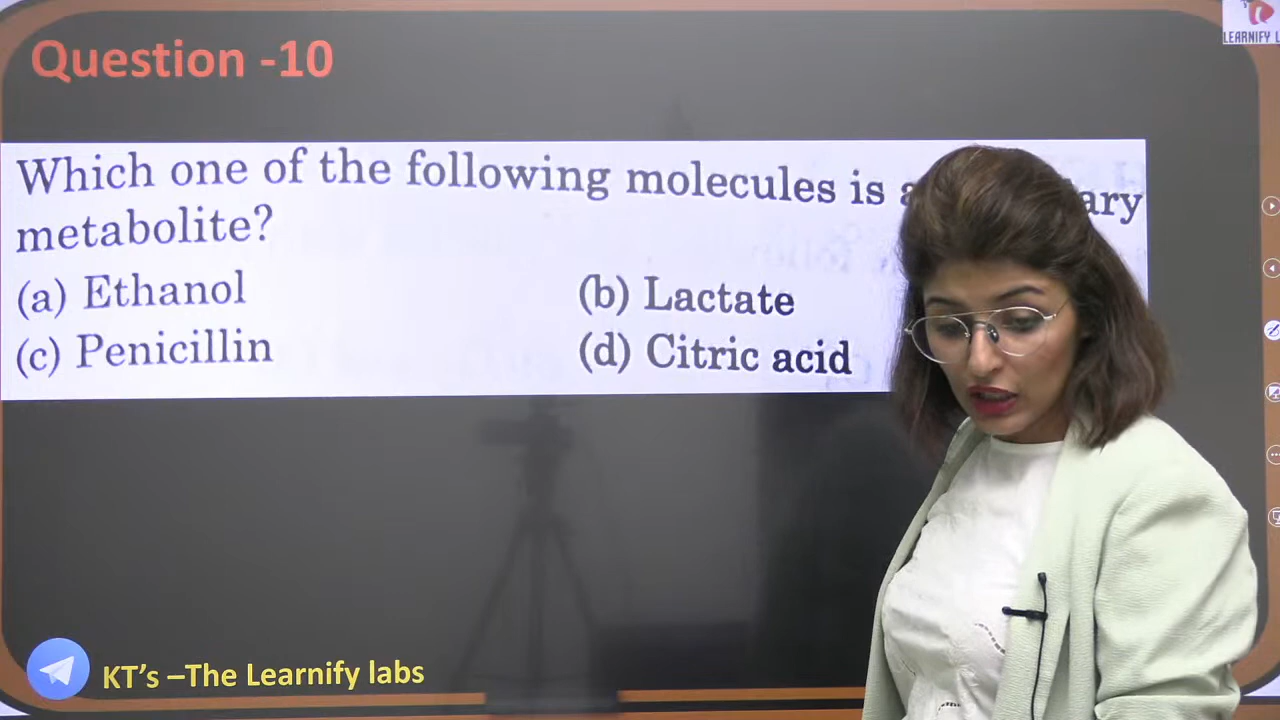 Question -10
LEARNIFY L
Which one of the following molecules is
metabolite?
(a) Ethanol
(b) Lactate
(c) Penicillin
(d) Citric acid
KT's –The Learnify labs